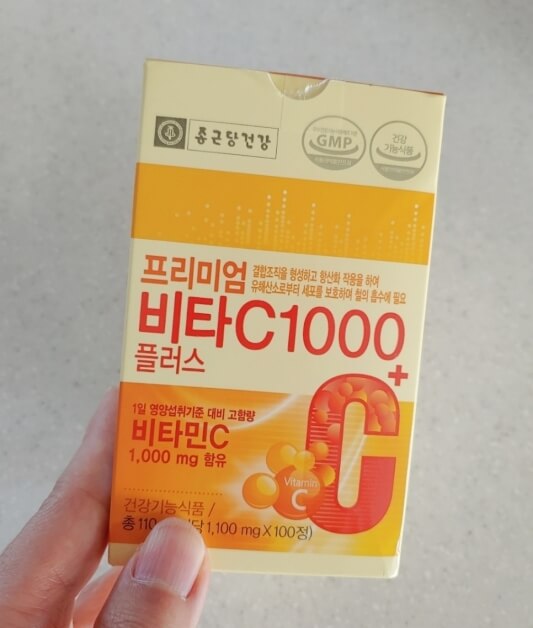 종근당건강
GMP
건강
기능식품
프리미엄
결합조직을 형성하고 항산화 작용을 하여
유해산소로부터 세포를 보호하며 철의 흡수에 필요
비타C1000
플러스
+
C
1일 영양섭취기준 대비 고함량
비타민C
1,000 mg 함유
Vitamin
C
건강기능식품 /
총 110 당 1,100 mg X 100정)